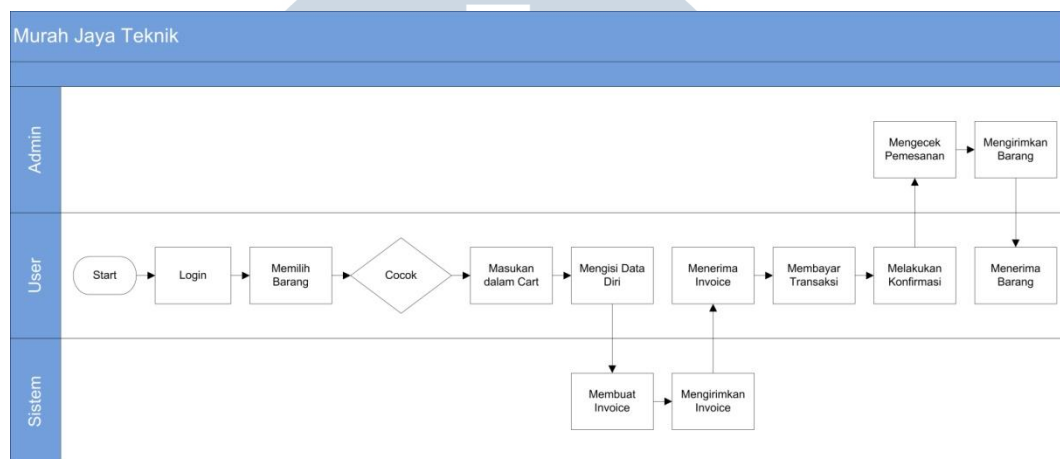 Murah Jaya Teknik
Admin
Mengecek
Pemesanan
Mengirimkan
Barang
User
Start
Login
Memilih
Barang
Cocok
Masukan
dalam Cart
Mengisi Data
Diri
Menerima
Invoice
Membayar
Transaksi
Melakukan
Konfirmasi
Menerima
Barang
Sistem
Membuat
Invoice
Mengirimkan
Invoice